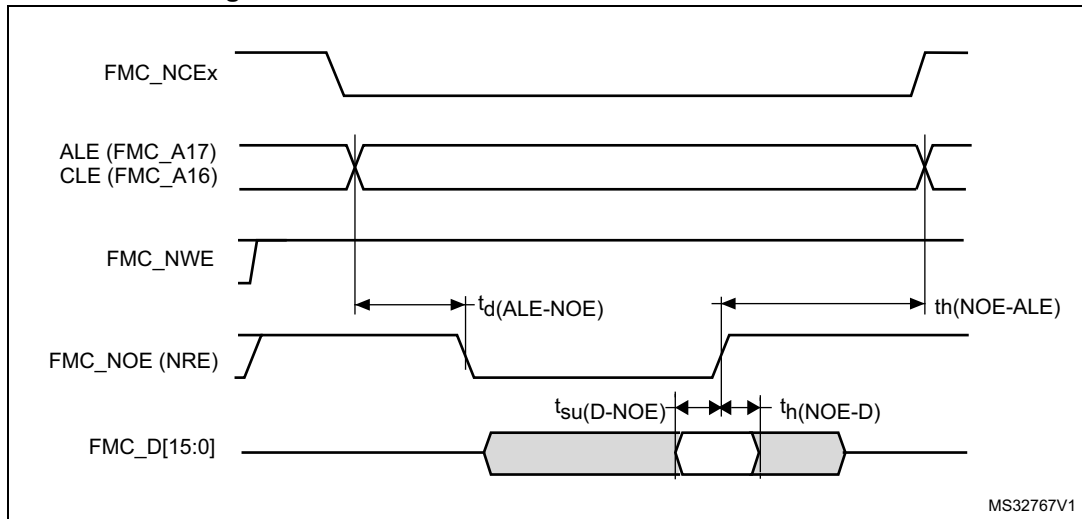 FMC_NCEx
ALE (FMC_A17)
CLE (FMC_A16)
FMC_NWE
td(ALE-NOE)
th(NOE-ALE)
FMC_NOE (NRE)
tsu(D-NOE)
th(NOE-D)
FMC_D[15:0]
MS32767V1